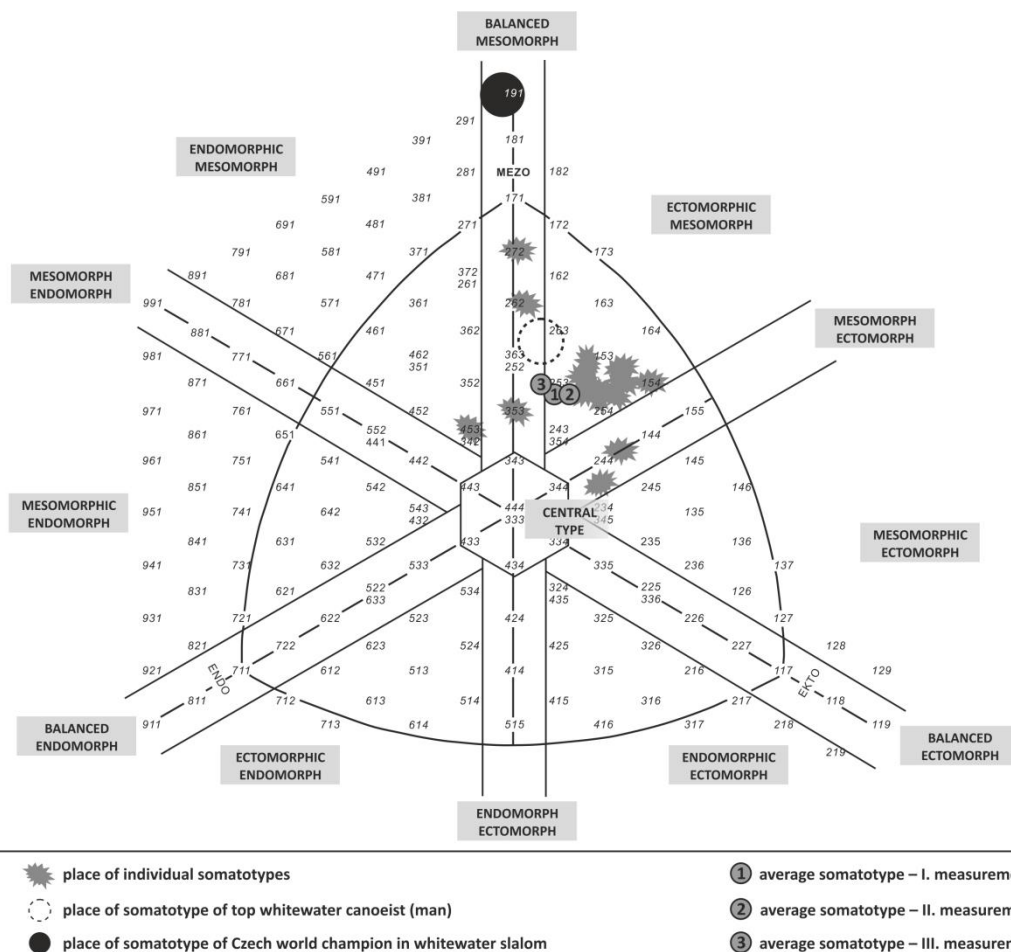 BALANCED
MESOMORPH
191
291
391 181
ENDOMORPHIC
MESOMORPH
491 281 MEZO 182
591 381 171
ECTOMORPHIC
MESOMORPH
691 481 271 172
791 581 371 272 173
MESOMORPH
ENDOMORPH
891 681 471 372 162
261
991 781 571 361 262 163
MESOMORPH
ECTOMORPH
881 671 461 362 263 164
981 771 561 462 363 153
351 252
871 661 451 352 3 253 154
1 2
971 761 551 452 353 254 155
861 651 552 453 243 144
441 342 354
961 751 541 442 343 244 145
851 641 542 443 344 245 146
MESOMORPHIC
ENDOMORPH
951 741 642 543 444 CENTRAL TYPE 234 135
432 333 345
841 631 532 433 334 235 136
MESOMORPHIC
ECTOMORPH
941 731 632 533 434 335 236 137
831 621 522 534 324 225 126
633 435 336
931 721 622 523 424 325 226 127
821 722 623 524 425 326 227 128
921 711 612 513 414 315 216 117 129
ENDO EKTO
811 712 613 514 415 316 217 118
911 713 614 515 416 317 218 119
219
BALANCED
ENDOMORPH
BALANCED
ECTOMORPH
ECTOMORPHIC
ENDOMORPH
ENDOMORPHIC
ECTOMORPH
ENDOMORPH
ECTOMORPH
place of individual somatotypes
place of somatotype of top whitewater canoeist (man)
place of somatotype of Czech world champion in whitewater slalom
1 average somatotype – I. measureme
2 average somatotype – II. measurem
3 average somatotype – III. measurer